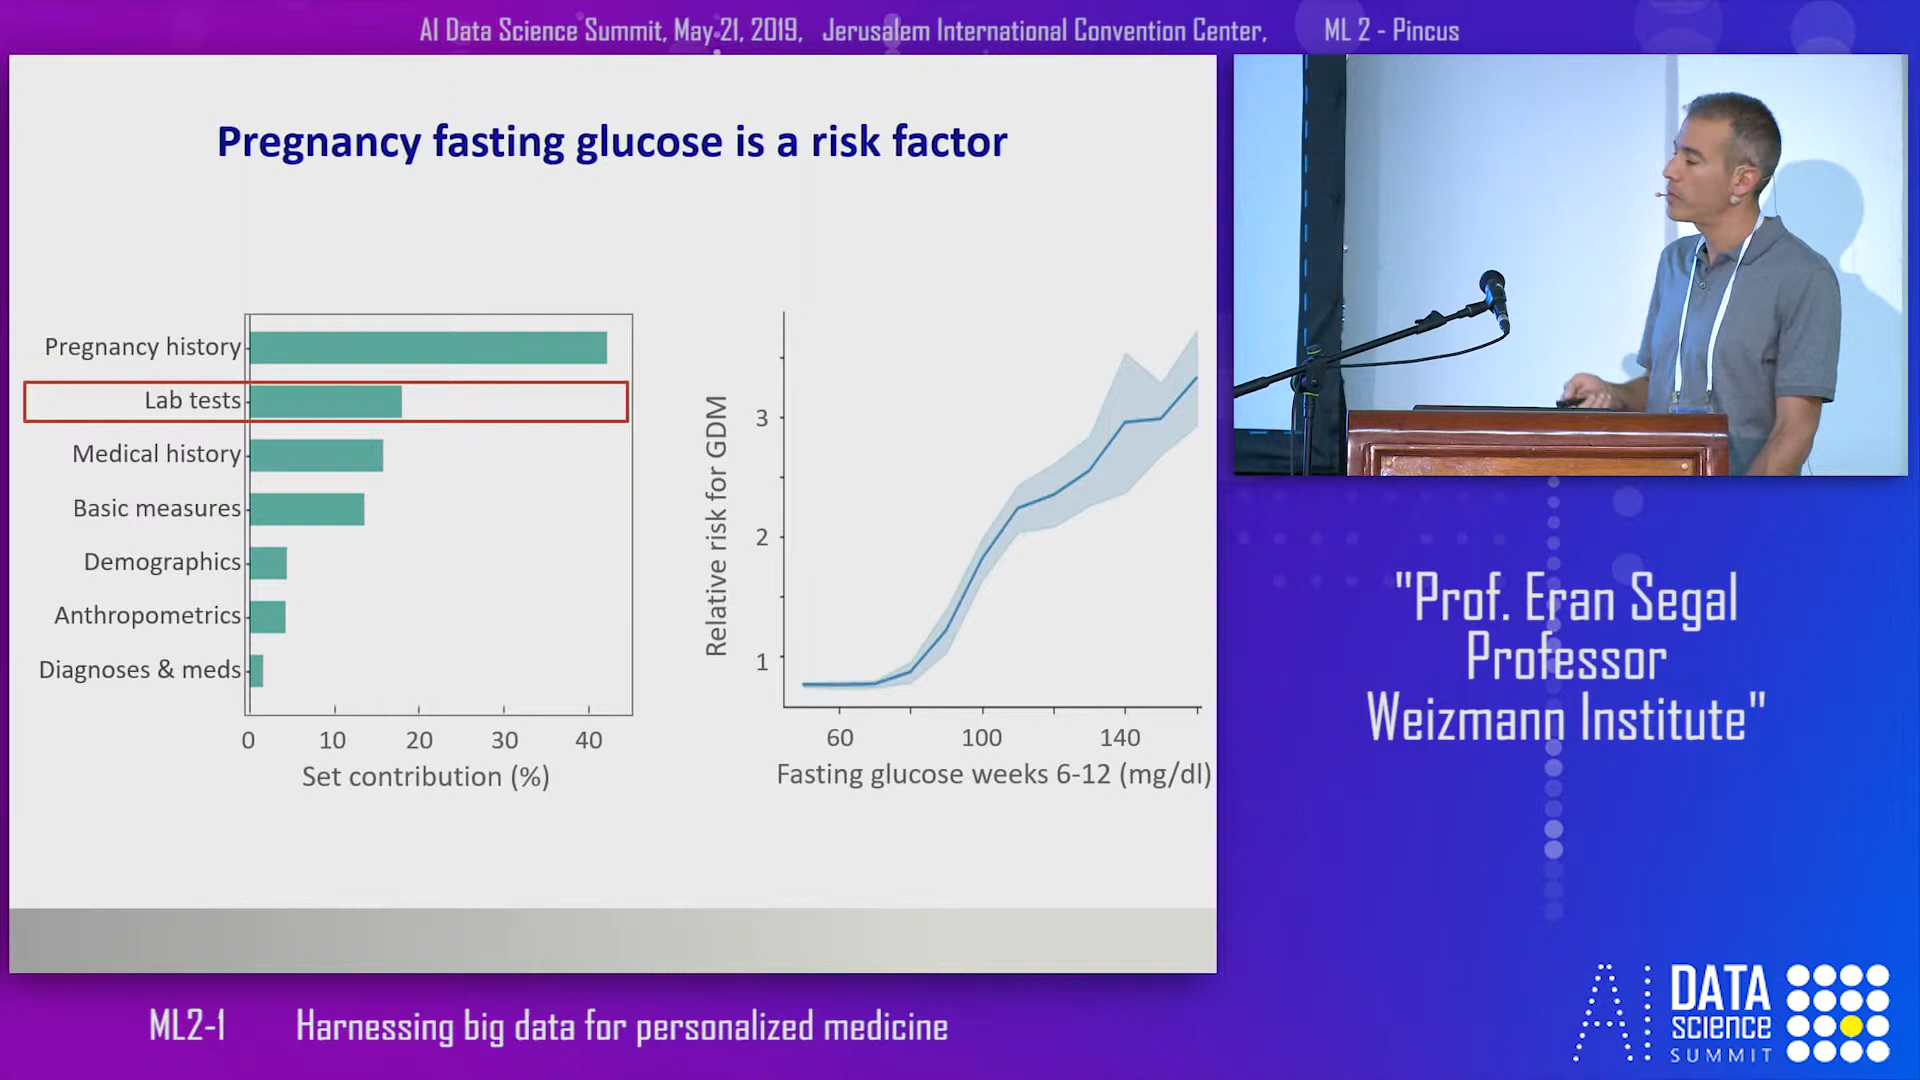 AI Data Science Summit, May 21, 2019, Jerusalem International Convention Center, ML 2 - Pincus
Pregnancy fasting glucose is a risk factor
Pregnancy history
Lab tests
Medical history
Basic measures
Demographics
Anthropometrics
Diagnoses & meds
0 10 20 30 40
Set contribution (%)
Relative risk for GDM
3
2
1
60 100 140
Fasting glucose weeks 6-12 (mg/dl)
"Prof. Eran Segal
Professor
Weizmann Institute"
ML2-1 Harnessing big data for personalized medicine
AI DATA
SCIENCE
SUMMIT